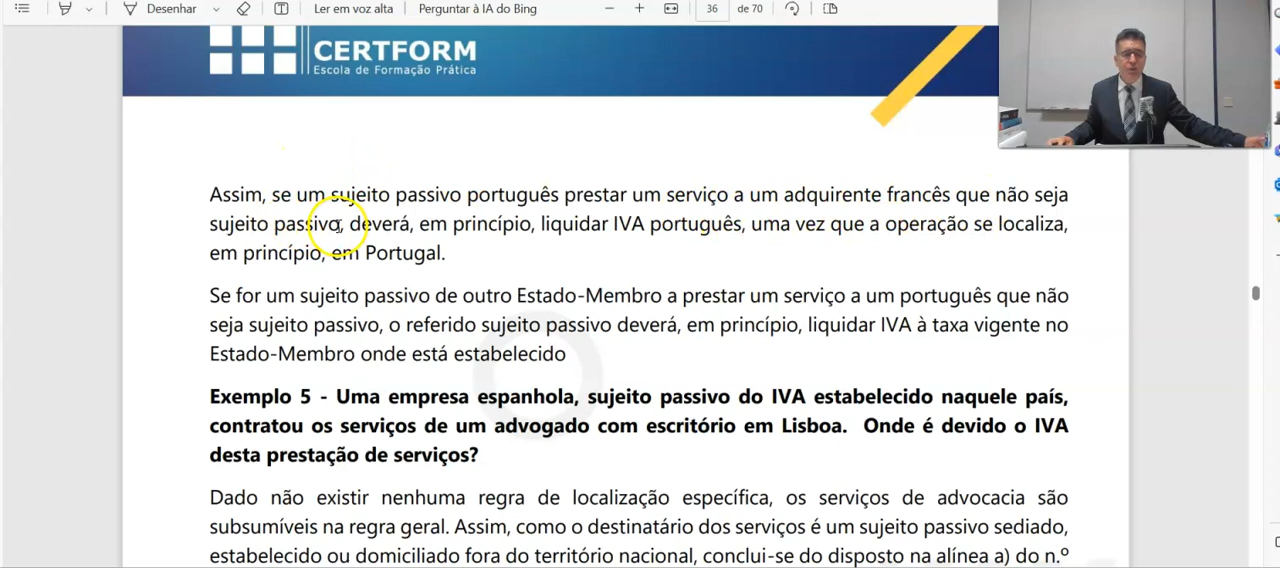 Desenhar
Ler em voz alta
Perguntar à IA do Bing
36
de 70
CERTFORM
Escola de Formação Prática
Assim, se um sujeito passivo português prestar um serviço a um adquirente francês que não seja
sujeito passivo, deverá, em princípio, liquidar IVA português, uma vez que a operação se localiza,
em princípio, em Portugal.
Se for um sujeito passivo de outro Estado-Membro a prestar um serviço a um português que não
seja sujeito passivo, o referido sujeito passivo deverá, em princípio, liquidar IVA à taxa vigente no
Estado-Membro onde está estabelecido
Exemplo 5 - Uma empresa espanhola, sujeito passivo do IVA estabelecido naquele país,
contratou os serviços de um advogado com escritório em Lisboa. Onde é devido o IVA
desta prestação de serviços?
Dado não existir nenhuma regra de localização específica, os serviços de advocacia são
subsumíveis na regra geral. Assim, como o destinatário dos serviços é um sujeito passivo sediado,
estabelecido ou domiciliado fora do território nacional, conclui-se do disposto na alínea a) do n.º